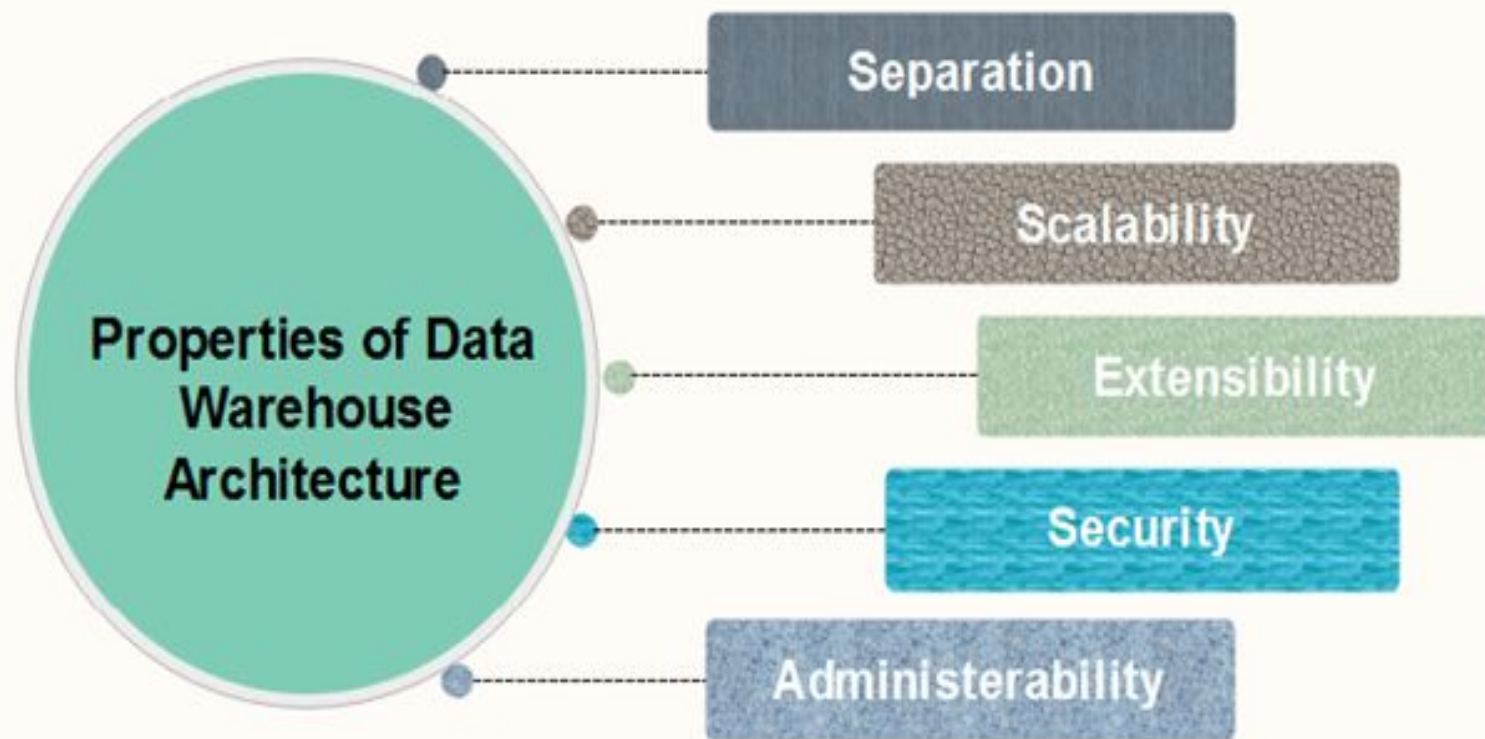 Properties of Data
Warehouse
Architecture
Separation
Scalability
Extensibility
Security
Administerability